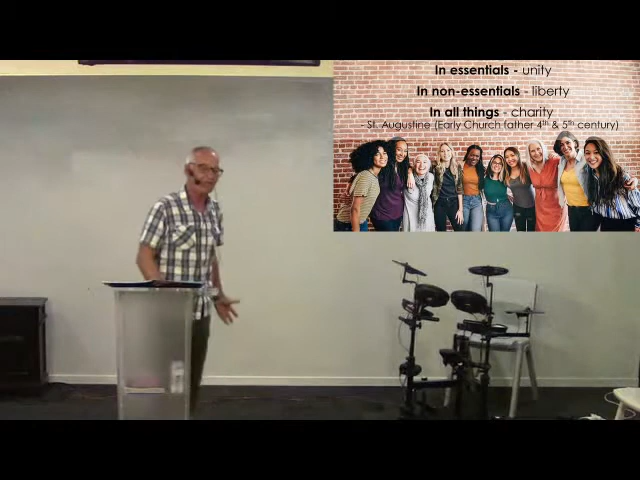 In essentials - unity
In non-essentials - liberty
In all things - charity
- St. Augustine (Early Church father 4th & 5th century)